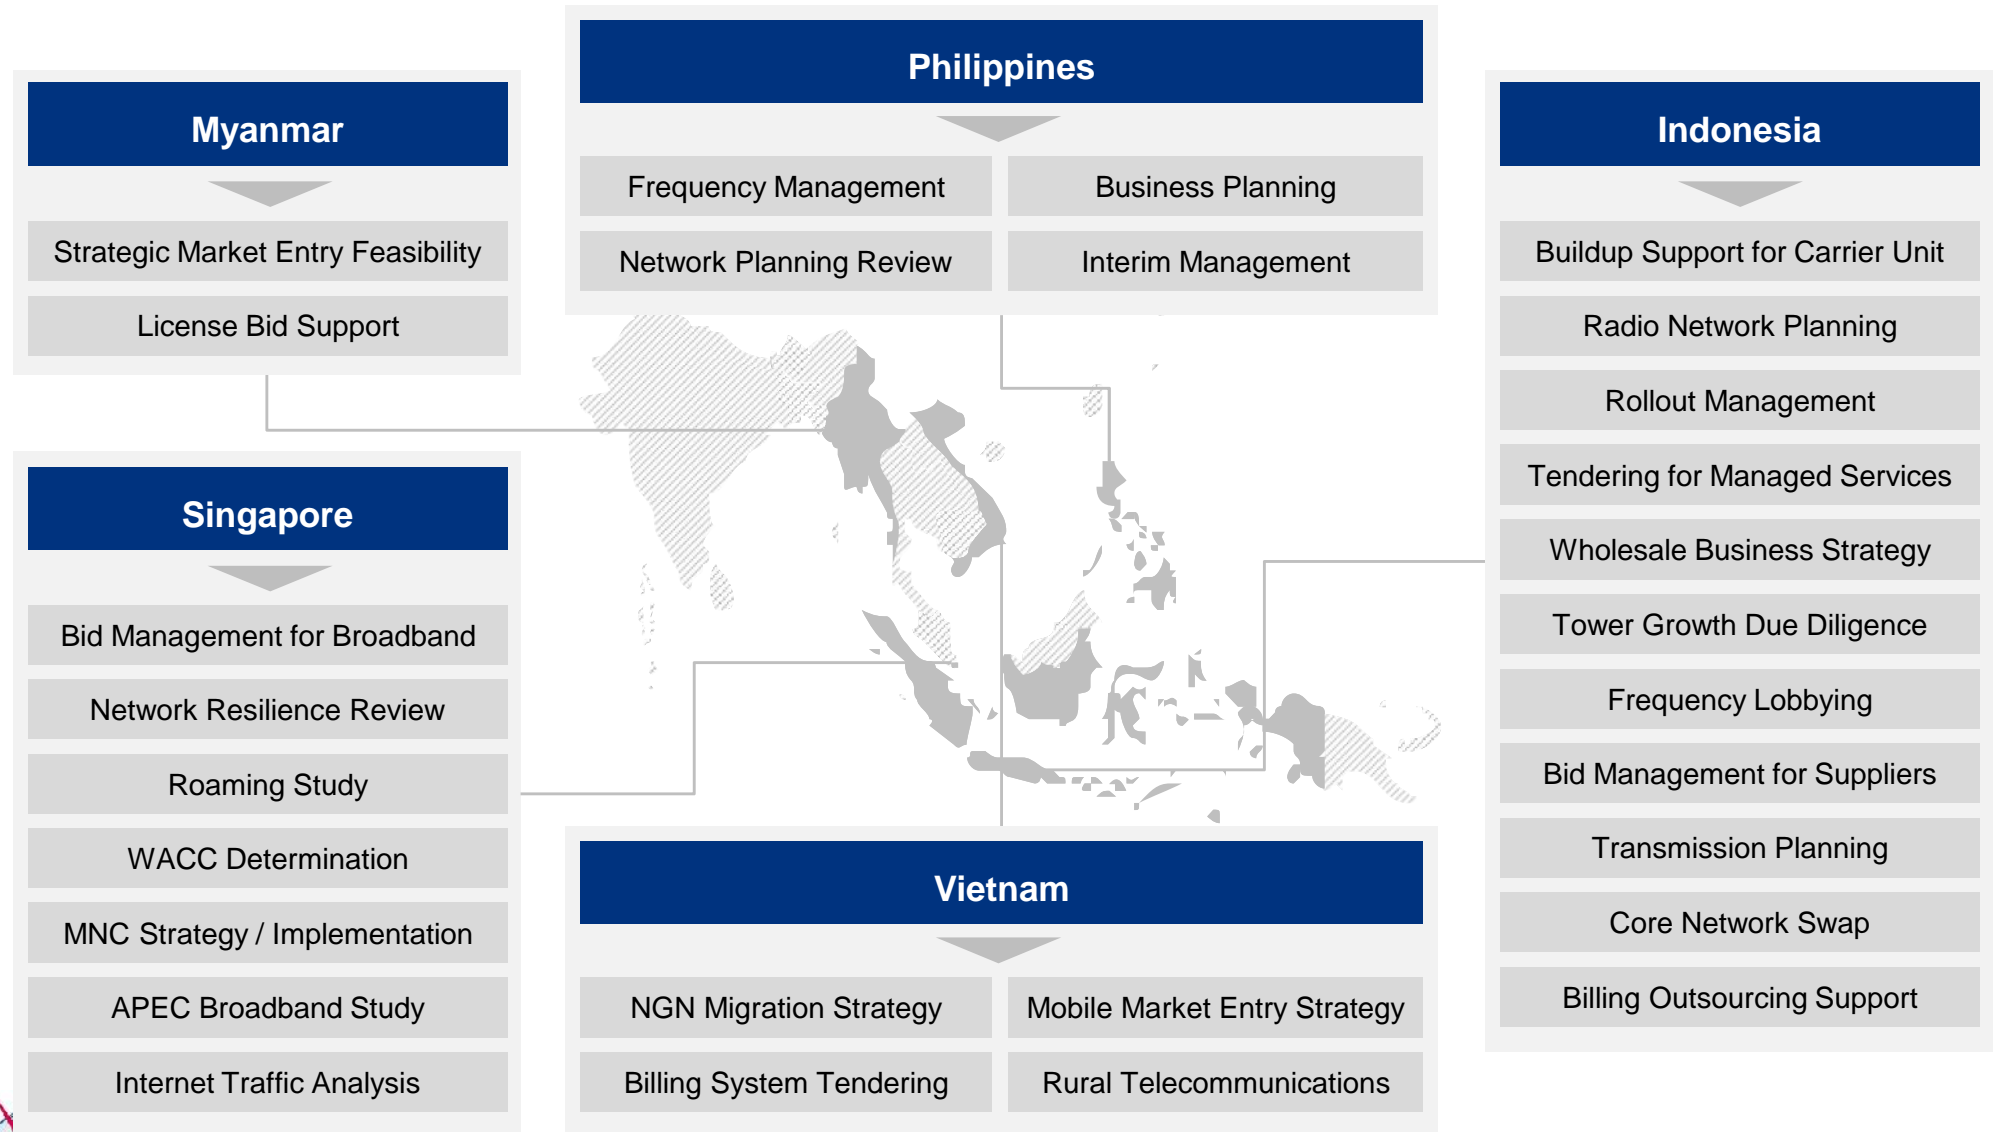 Philippines
Frequency Management
Business Planning
Network Planning Review
Interim Management
Myanmar
Strategic Market Entry Feasibility
License Bid Support
Singapore
Bid Management for Broadband
Network Resilience Review
Roaming Study
WACC Determination
MNC Strategy / Implementation
APEC Broadband Study
Internet Traffic Analysis
Vietnam
NGN Migration Strategy
Mobile Market Entry Strategy
Billing System Tendering
Rural Telecommunications
Indonesia
Buildup Support for Carrier Unit
Radio Network Planning
Rollout Management
Tendering for Managed Services
Wholesale Business Strategy
Tower Growth Due Diligence
Frequency Lobbying
Bid Management for Suppliers
Transmission Planning
Core Network Swap
Billing Outsourcing Support